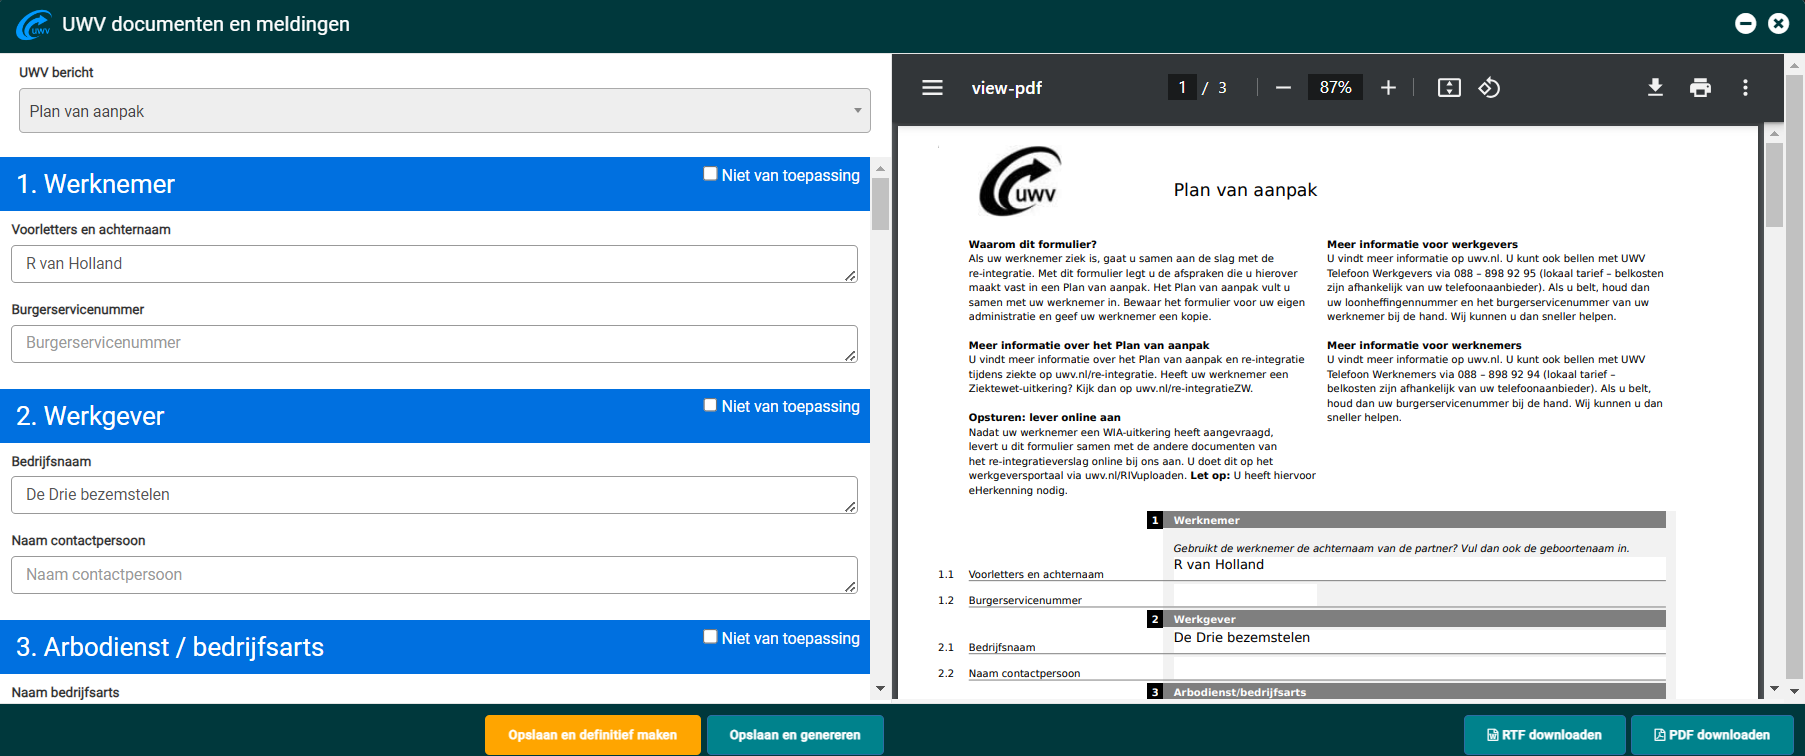 uwv
UWV documenten en meldingen
UWV bericht
Plan van aanpak
1. Werknemer
Niet van toepassing
Voorletters en achternaam
R van Holland
Burgerservicenummer
Burgerservicenummer
2. Werkgever
Niet van toepassing
Bedrijfsnaam
De Drie bezemstelen
Naam contactpersoon
Naam contactpersoon
3. Arbodienst / bedrijfsarts
Niet van toepassing
Naam bedrijfsarts
Opslaan en definitief maken
Opslaan en genereren
view-pdf
1 / 3
87%
uwv
Plan van aanpak
Waarom dit formulier?
Als uw werknemer ziek is, gaat u samen aan de slag met de
re-integratie. Met dit formulier legt u de afspraken die u hierover
maakt vast in een Plan van aanpak. Het Plan van aanpak vult u
samen met uw werknemer in. Bewaar het formulier voor uw eigen
administratie en geef uw werknemer een kopie.
Meer informatie over het Plan van aanpak
U vindt meer informatie over het Plan van aanpak en re-integratie
tijdens ziekte op uwv.nl/re-integratie. Heeft uw werknemer een
Ziektewet-uitkering? Kijk dan op uwv.nl/re-integratieZW.
Opsturen: lever online aan
Nadat uw werknemer een WIA-uitkering heeft aangevraagd,
levert u dit formulier samen met de andere documenten van
het re-integratieverslag online bij ons aan. U doet dit op het
werkgeversportaal via uwv.nl/RIVuploaden. Let op: U heeft hiervoor
eHerkenning nodig.
Meer informatie voor werkgevers
U vindt meer informatie op uwv.nl. U kunt ook bellen met UWV
Telefoon Werkgevers via 088 – 898 92 95 (lokaal tarief – belkosten
zijn afhankelijk van uw telefoonaanbieder). Als u belt, houd dan
uw loonheffingennummer en het burgerservicenummer van uw
werknemer bij de hand. Wij kunnen u dan sneller helpen.
Meer informatie voor werknemers
U vindt meer informatie op uwv.nl. U kunt ook bellen met UWV
Telefoon Werknemers via 088 – 898 92 94 (lokaal tarief –
belkosten zijn afhankelijk van uw telefoonaanbieder). Als u belt,
houd dan uw burgerservicenummer bij de hand. Wij kunnen u dan
sneller helpen.
1 Werknemer
Gebruikt de werknemer de achternaam van de partner? Vul dan ook de geboortenaam in.
1.1 Voorletters en achternaam R van Holland
1.2 Burgerservicenummer
2 Werkgever
2.1 Bedrijfsnaam De Drie bezemstelen
2.2 Naam contactpersoon
3 Arbodienst/bedrijfsarts
RTF downloaden
PDF downloaden